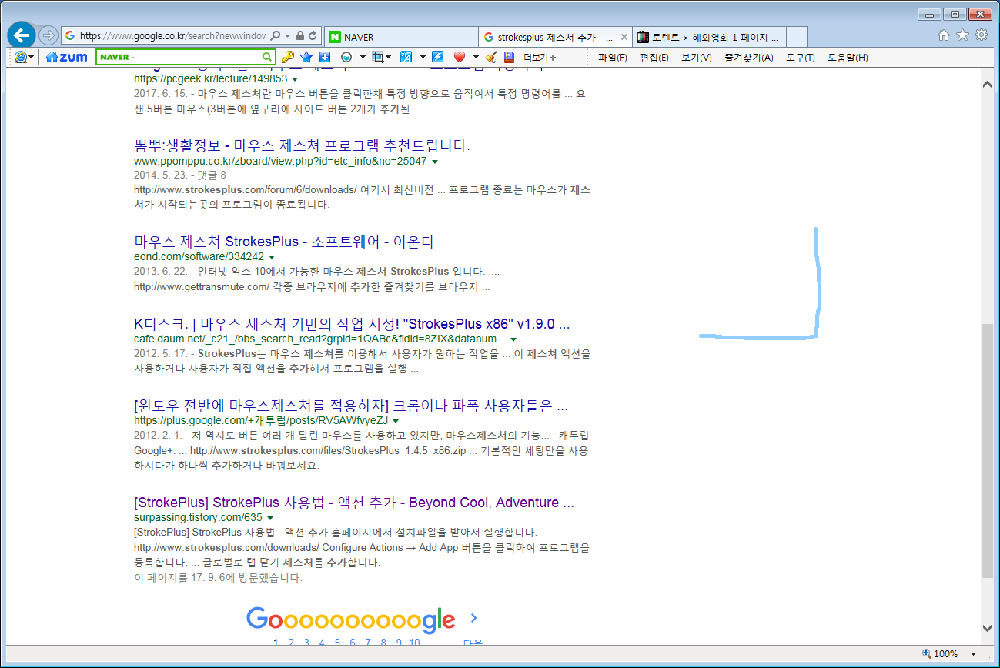 https://www.google.co.kr/search?newwindow
NAVER
strokesplus 제스쳐 추가 - ...
토렌트 > 해외영화 1 페이지 ...
zum
NAVER
더보기+
파일(F)
편집(E)
보기(V)
즐겨찾기(A)
도구(T)
도움말(H)
https://pcgeek.kr/lecture/149853
2017. 6. 15. - 마우스 제스처란 마우스 버튼을 클릭한채 특정 방향으로 움직여서 특정 명령어를 ... 요
샌 5버튼 마우스(3버튼에 옆구리에 사이드 버튼 2개가 추가된 ...
뽐뿌:생활정보 - 마우스 제스쳐 프로그램 추천드립니다.
www.ppomppu.co.kr/zboard/view.php?id=etc_info&no=25047
2014. 5. 23. - 댓글 8
http://www.strokesplus.com/forum/6/downloads/ 여기서 최신버전 ... 프로그램 종료는 마우스가 제스
쳐가 시작되는곳의 프로그램이 종료됩니다.
마우스 제스쳐 StrokesPlus - 소프트웨어 - 이온디
eond.com/software/334242
2013. 6. 22. - 인터넷 익스 10에서 가능한 마우스 제스쳐 StrokesPlus 입니다. ....
http://www.gettransmute.com/ 각종 브라우저에 추가한 즐겨찾기를 브라우저 ...
K디스크. | 마우스 제스쳐 기반의 작업 지정! "StrokesPlus x86" v1.9.0 ...
cafe.daum.net/_c21_/bbs_search_read?grpid=1QABc&fldid=8ZIX&datanum...
2012. 5. 17. - StrokesPlus는 마우스 제스쳐를 이용해서 사용자가 원하는 작업을 ... 이 제스쳐 액션을
사용하거나 사용자가 직접 액션을 추가해서 프로그램을 실행 ...
[윈도우 전반에 마우스제스쳐를 적용하자] 크롬이나 파폭 사용자들은 ...
https://plus.google.com/+캐투럽/posts/RV5AWfvyeZJ
2012. 2. 1. - 저 역시도 버튼 여러 개 달린 마우스를 사용하고 있지만, 마우스제스쳐의 기능... - 캐투럽 -
Google+. ... http://www.strokesplus.com/files/StrokesPlus_1.4.5_x86.zip ... 기본적인 세팅만을 사용
하시다가 하나씩 추가하거나 바꿔보세요.
[StrokePlus] StrokePlus 사용법 - 액션 추가 - Beyond Cool, Adventure ...
surpassing.tistory.com/635
[StrokePlus] StrokePlus 사용법 - 액션 추가 홈페이지에서 설치파일을 받아서 실행합니다.
http://www.strokesplus.com/downloads/ Configure Actions → Add App 버튼을 클릭하여 프로그램을
등록합니다. ... 글로벌로 탭 닫기 제스처를 추가합니다.
이 페이지를 17. 9. 6에 방문했습니다.
Goooooooooogle
1 2 3 4 5 6 7 8 9 10 다음
100%